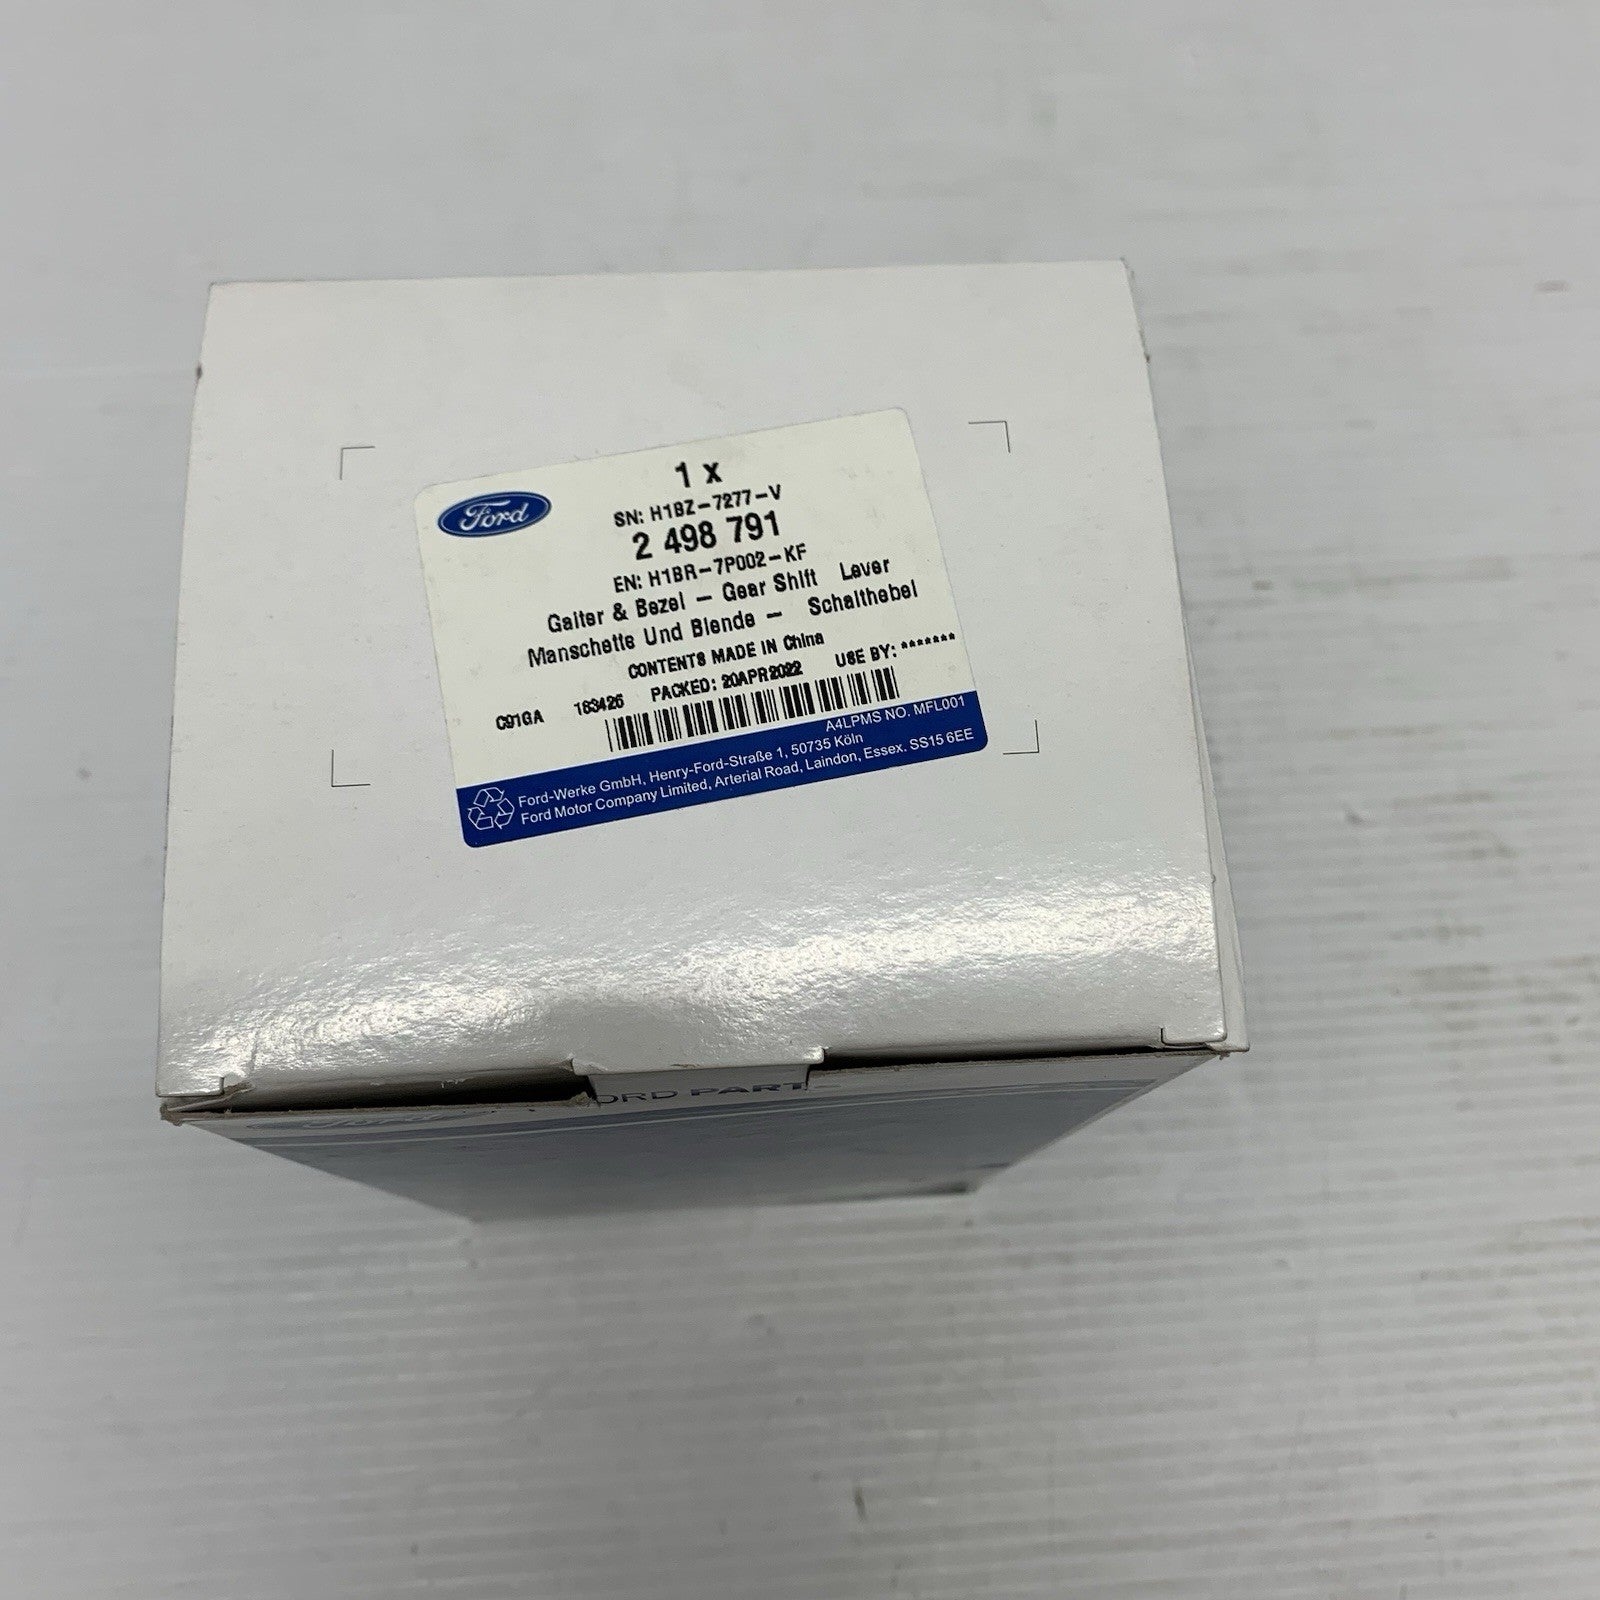 1 x
Ford
SN: H1BZ-7277-V
2 498 791
EN: H1BR-7P002-KF
Gaiter & Bezel - Gear Shift Lever
Manschette Und Blende - Schalthebel
CONTENTS MADE IN China
C91GA 163426 PACKED: 20APR2022 USE BY: *******
A4LPMS NO. MFL001
Ford-Werke GmbH, Henry-Ford-Straße 1, 50735 Köln
Ford Motor Company Limited, Arterial Road, Laindon, Essex. SS15 6EE
Ford